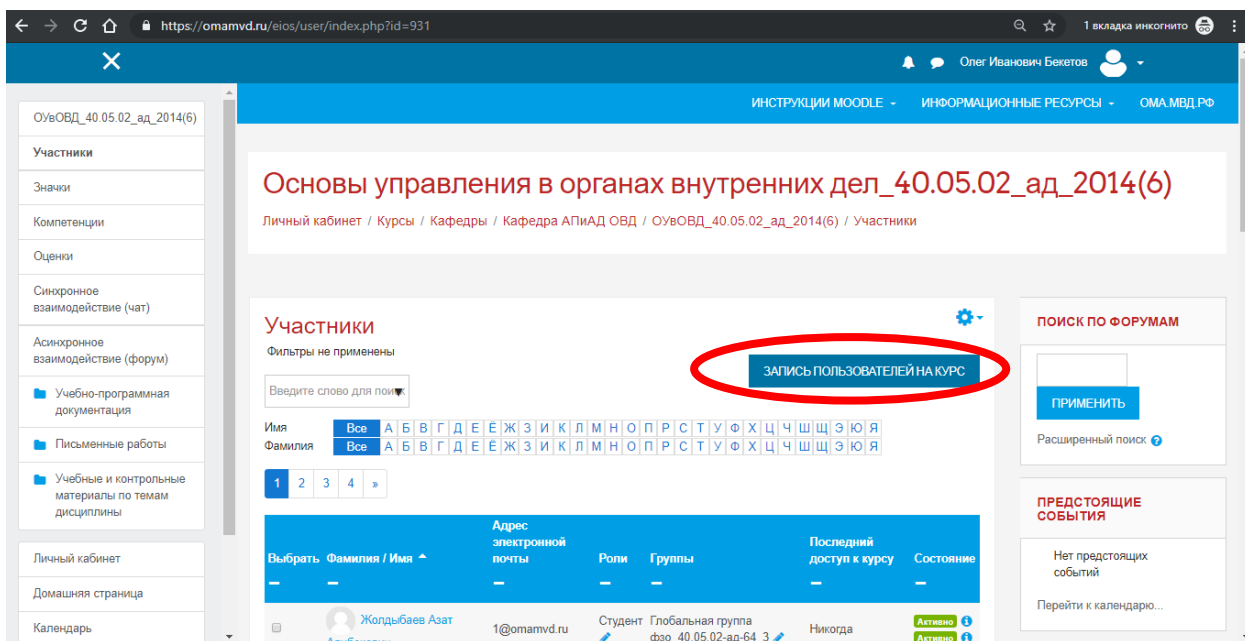 https://omamvd.ru/eios/user/index.php?id=931
1 вкладка инкогнито
Олег Иванович Бекетов
ИНСТРУКЦИИ MOODLE
ИНФОРМАЦИОННЫЕ РЕСУРСЫ
ОМА.МВД.РФ
ОУвОВД_40.05.02_ад_2014(6)
Участники
Значки
Компетенции
Оценки
Синхронное
взаимодействие (чат)
Асинхронное
взаимодействие (форум)
Учебно-программная
документация
Письменные работы
Учебные и контрольные
материалы по темам
дисциплины
Личный кабинет
Домашняя страница
Календарь
Основы управления в органах внутренних дел_40.05.02_ад_2014(6)
Личный кабинет / Курсы / Кафедры / Кафедра АПиАД ОВД / ОУвОВД_40.05.02_ад_2014(6) / Участники
Участники
Фильтры не применены
ЗАПИСЬ ПОЛЬЗОВАТЕЛЕЙ НА КУРС
Введите слово для поиск
Имя Все А Б В Г Д Е Ё Ж З И К Л М Н О П Р С Т У Ф Х Ц Ч Ш Щ Э Ю Я
Фамилия Все А Б В Г Д Е Ё Ж З И К Л М Н О П Р С Т У Ф Х Ц Ч Ш Щ Э Ю Я
1 2 3 4 »
Выбрать
Фамилия / Имя
Адрес
электронной
почты
Роли
Группы
Последний
доступ к курсу
Состояние
Жолдыбаев Азат
1@omamvd.ru
Студент
Глобальная группа
фзо_40.05.02-ад-64_3
Никогда
Активно
Активно
ПОИСК ПО ФОРУМАМ
ПРИМЕНИТЬ
Расширенный поиск
ПРЕДСТОЯЩИЕ
СОБЫТИЯ
Нет предстоящих
событий
Перейти к календарю...